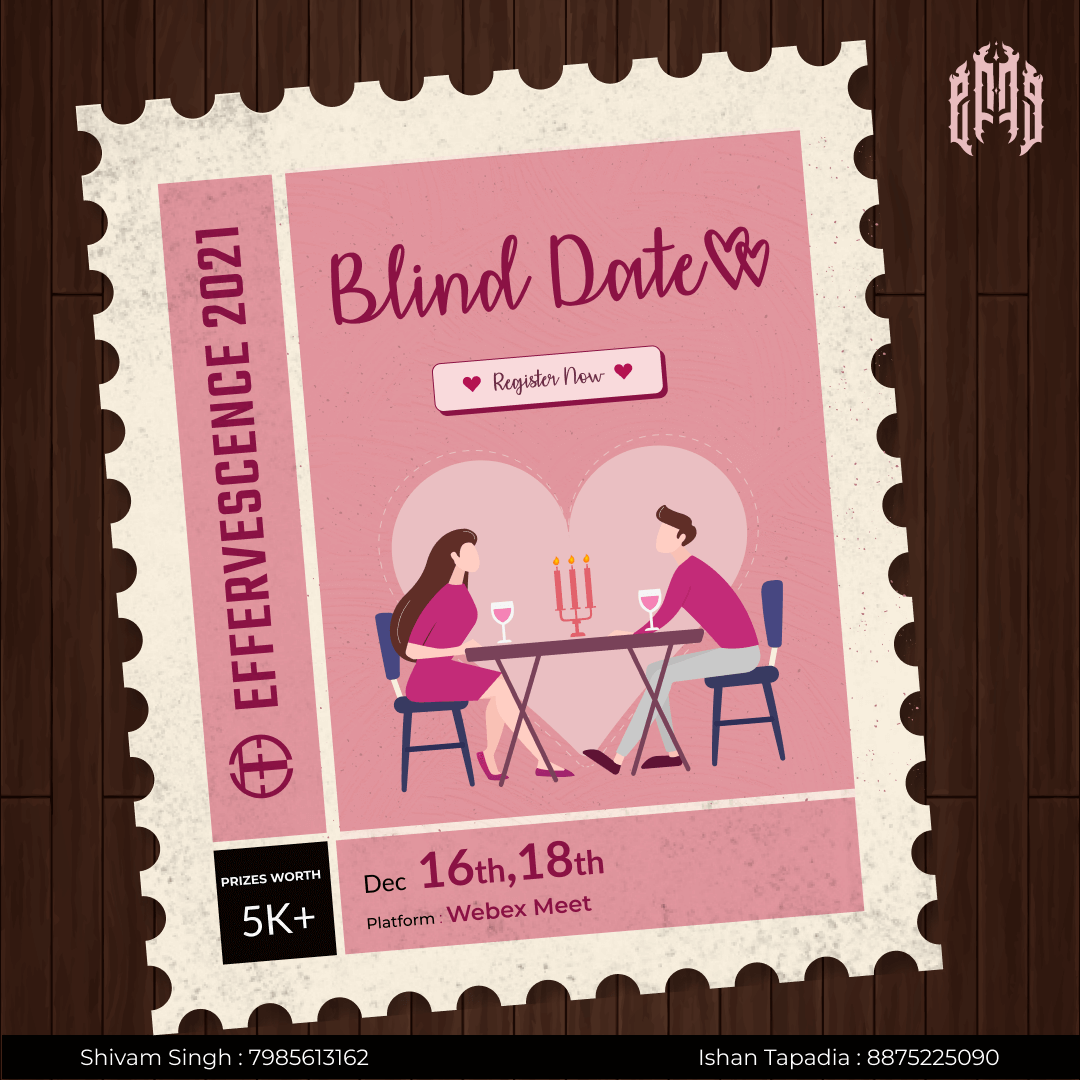 EFFERVESCENCE 2021
Blind Date
Register Now
PRIZES WORTH
5K+
Dec 16th,18th
Platform : Webex Meet
Shivam Singh : 7985613162
Ishan Tapadia : 8875225090